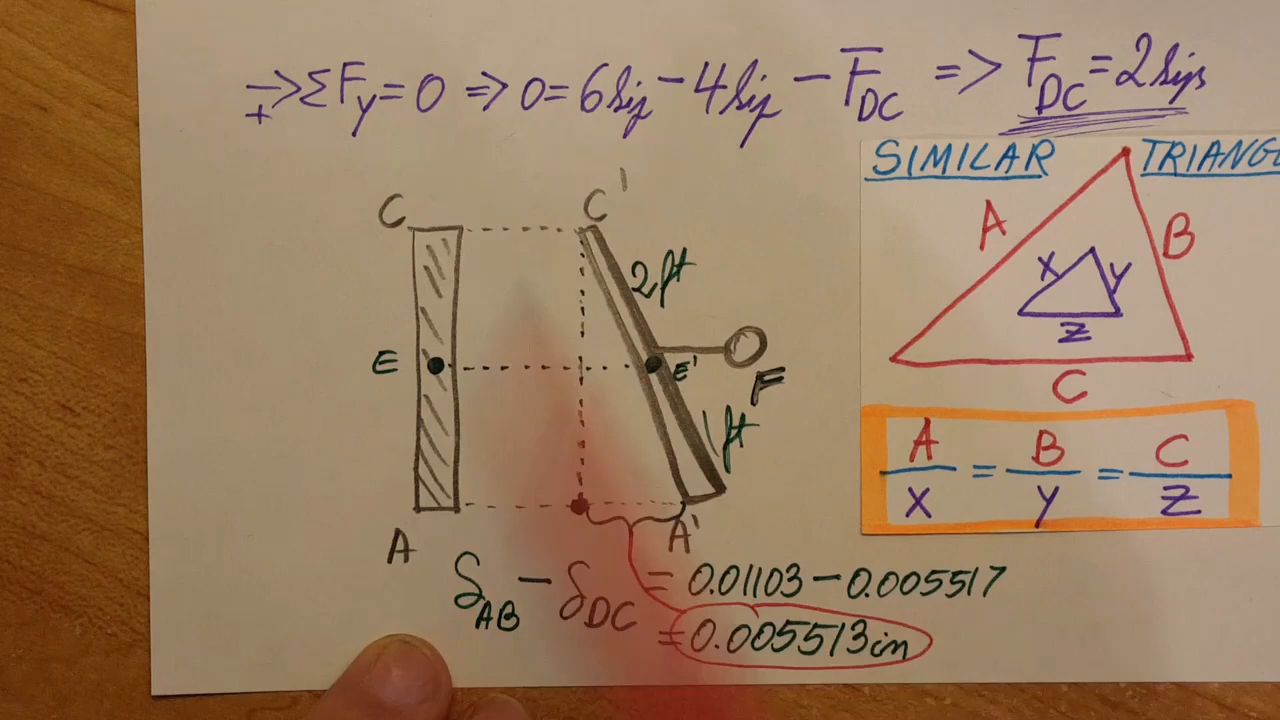 →+ ΣFy = 0 => 0 = 6kip - 4kip - FDC => FDC = 2kips
SIMILAR TRIANG
C C'
A B
2ft
X Y
Z
E E'
F
C
1ft
A = B = C
X Y Z
A A'
δAB - δDC = 0.01103 - 0.005517
= 0.005513in